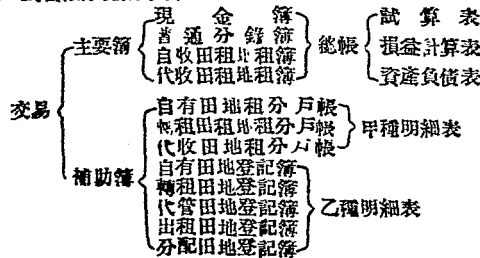 現金簿
普通分錄簿
自收田租地租簿
代收田地租簿
主要簿
總帳
試算表
損益計算表
資產負債表
交易
自有田地租分戶帳
轉租田租地租分戶帳
代收田地租分戶帳
甲種明細表
補助簿
自有田地登記簿
轉租田地登記簿
代管田地登記簿
出租田地登記簿
分配田地登記簿
乙種明細表